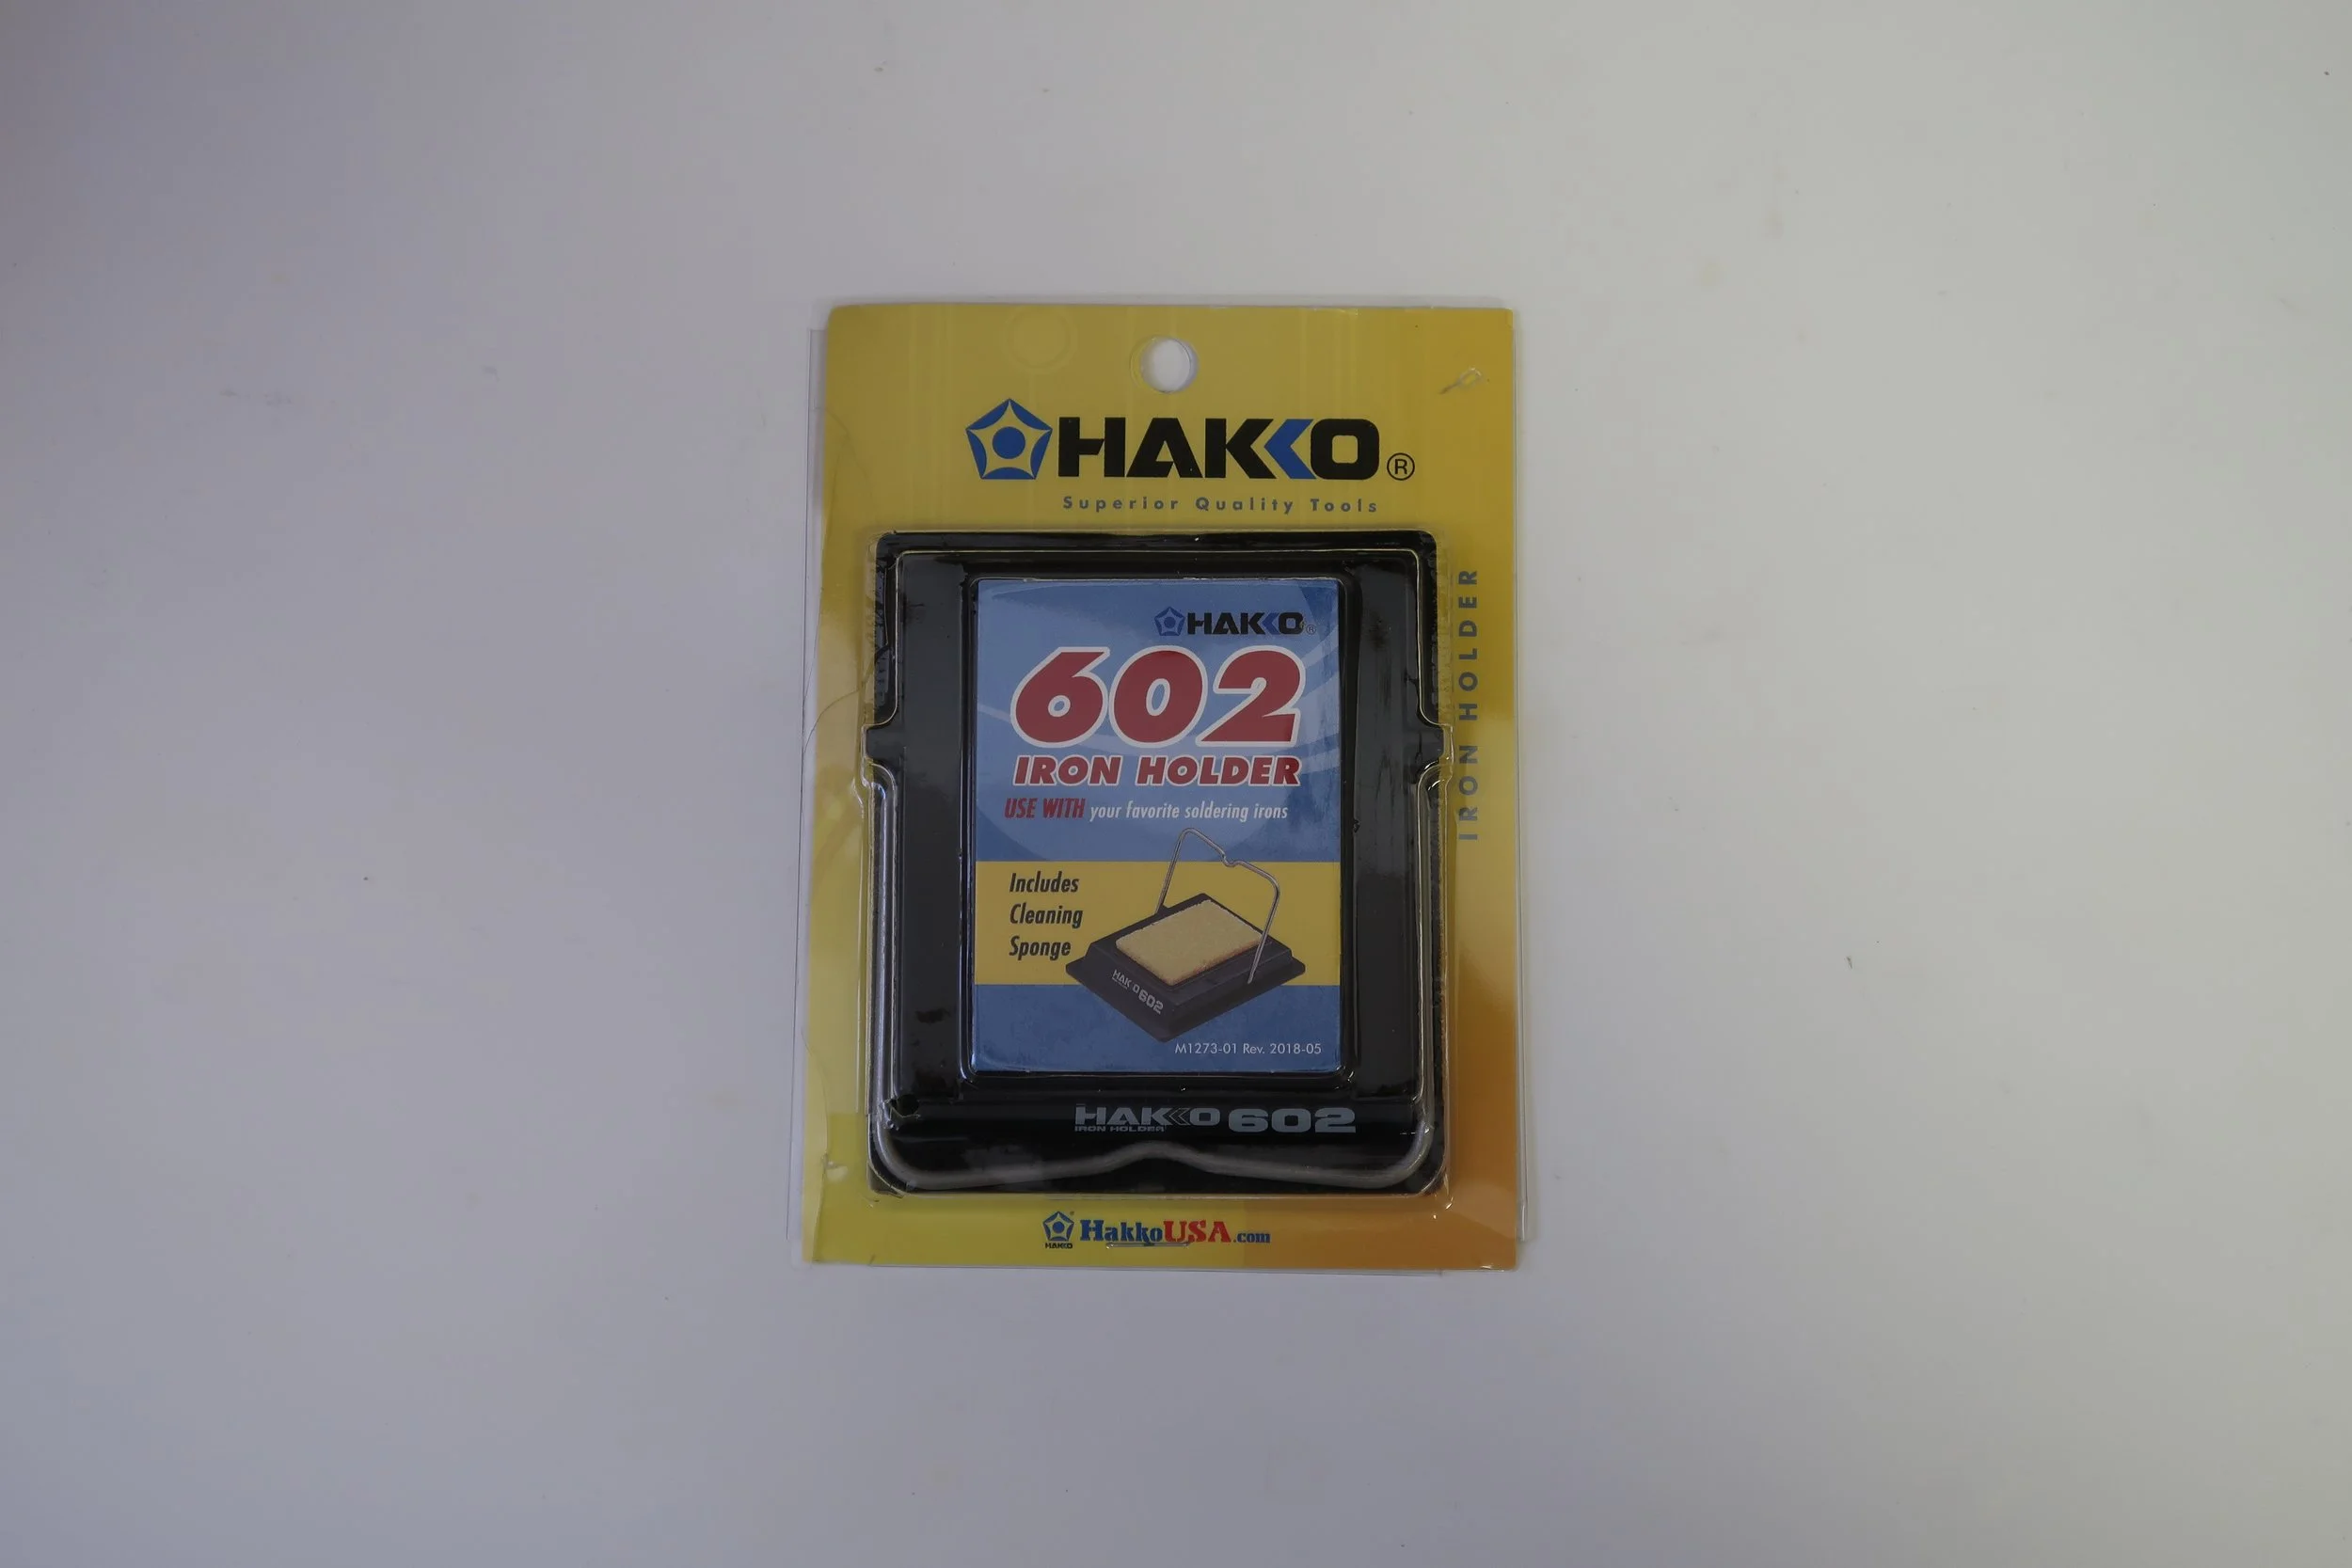 HAKKO®
Superior Quality Tools
IRON HOLDER
HAKKO®
602
IRON HOLDER
USE WITH your favorite soldering irons
Includes
Cleaning
Sponge
HAKKO 602
M1273-01 Rev. 2018-05
HAKKO 602
IRON HOLDER
HAKKO
HakkoUSA.com